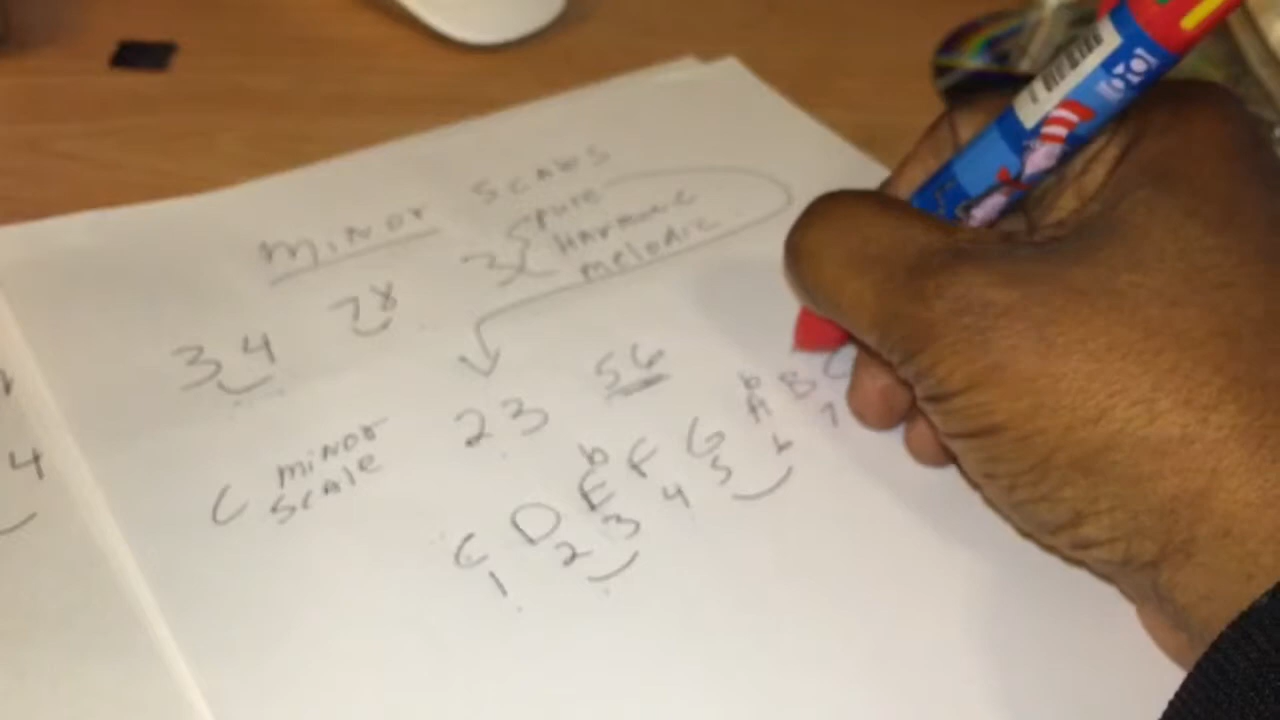 Minor Scales
3 { pure
Harmonic
melodic
34 78
23 56
C minor
scale
b b
C D E F G A B C
1 2 3 4 5 6 7
4